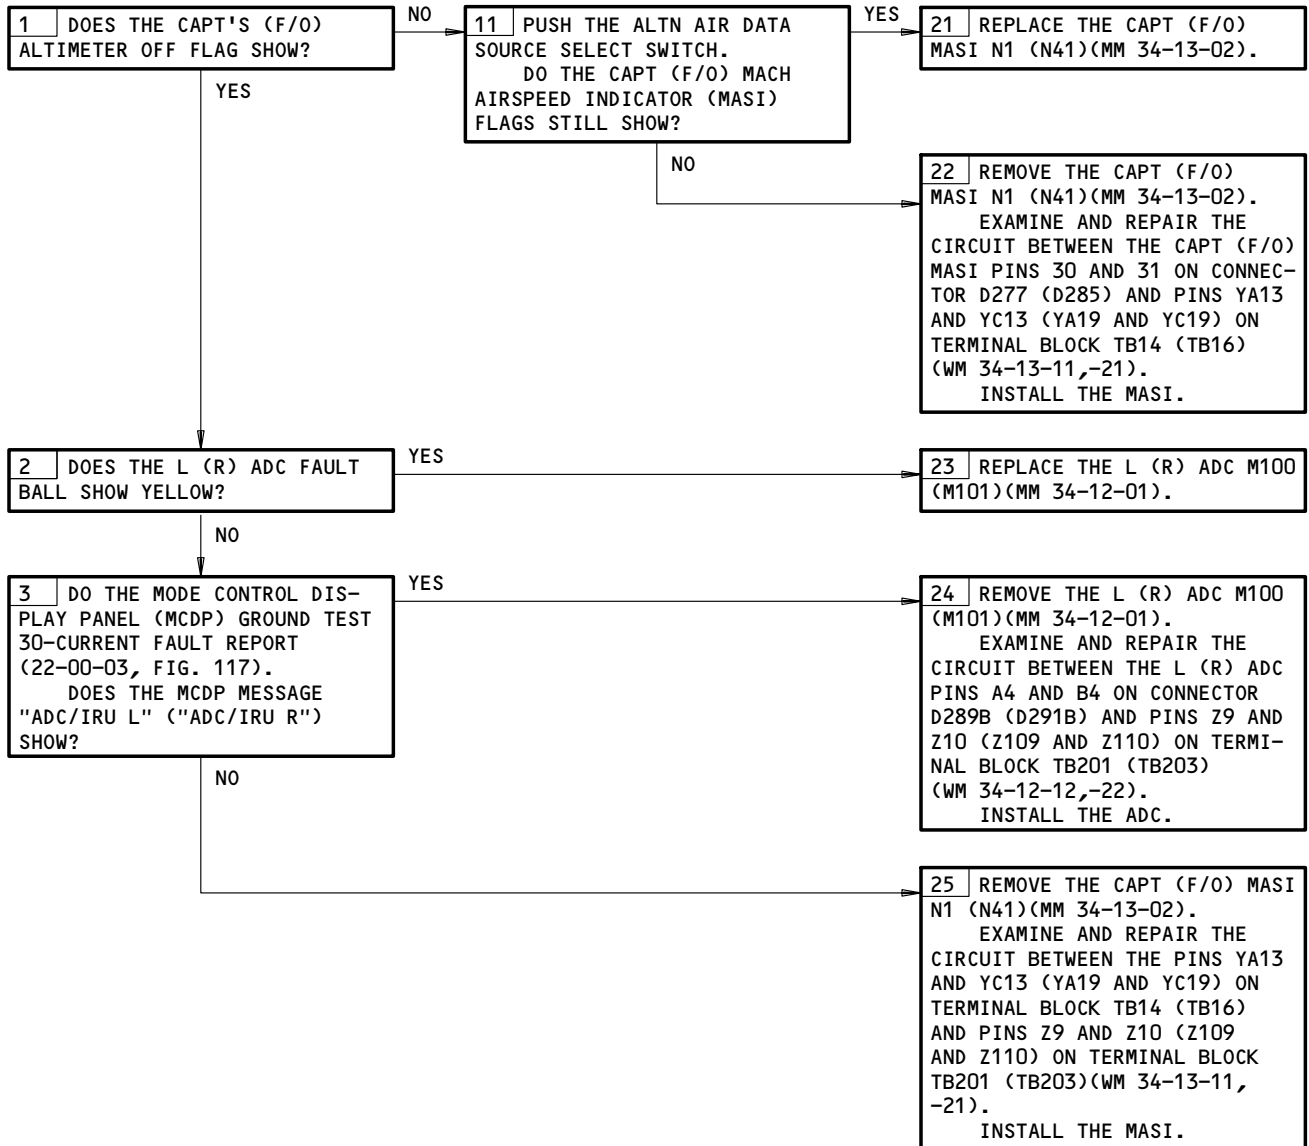 1 DOES THE CAPT'S (F/O)
ALTIMETER OFF FLAG SHOW?
NO
YES
11 PUSH THE ALTN AIR DATA
SOURCE SELECT SWITCH.
DO THE CAPT (F/O) MACH
AIRSPEED INDICATOR (MASI)
FLAGS STILL SHOW?
YES
NO
21 REPLACE THE CAPT (F/O)
MASI N1 (N41)(MM 34-13-02).
22 REMOVE THE CAPT (F/O)
MASI N1 (N41)(MM 34-13-02).
EXAMINE AND REPAIR THE
CIRCUIT BETWEEN THE CAPT (F/O)
MASI PINS 30 AND 31 ON CONNEC-
TOR D277 (D285) AND PINS YA13
AND YC13 (YA19 AND YC19) ON
TERMINAL BLOCK TB14 (TB16)
(WM 34-13-11,-21).
INSTALL THE MASI.
2 DOES THE L (R) ADC FAULT
BALL SHOW YELLOW?
YES
NO
23 REPLACE THE L (R) ADC M100
(M101)(MM 34-12-01).
3 DO THE MODE CONTROL DIS-
PLAY PANEL (MCDP) GROUND TEST
30-CURRENT FAULT REPORT
(22-00-03, FIG. 117).
DOES THE MCDP MESSAGE
"ADC/IRU L" ("ADC/IRU R")
SHOW?
YES
NO
24 REMOVE THE L (R) ADC M100
(M101)(MM 34-12-01).
EXAMINE AND REPAIR THE
CIRCUIT BETWEEN THE L (R) ADC
PINS A4 AND B4 ON CONNECTOR
D289B (D291B) AND PINS Z9 AND
Z10 (Z109 AND Z110) ON TERMI-
NAL BLOCK TB201 (TB203)
(WM 34-12-12,-22).
INSTALL THE ADC.
25 REMOVE THE CAPT (F/O) MASI
N1 (N41)(MM 34-13-02).
EXAMINE AND REPAIR THE
CIRCUIT BETWEEN THE PINS YA13
AND YC13 (YA19 AND YC19) ON
TERMINAL BLOCK TB14 (TB16)
AND PINS Z9 AND Z10 (Z109
AND Z110) ON TERMINAL BLOCK
TB201 (TB203)(WM 34-13-11,
-21).
INSTALL THE MASI.